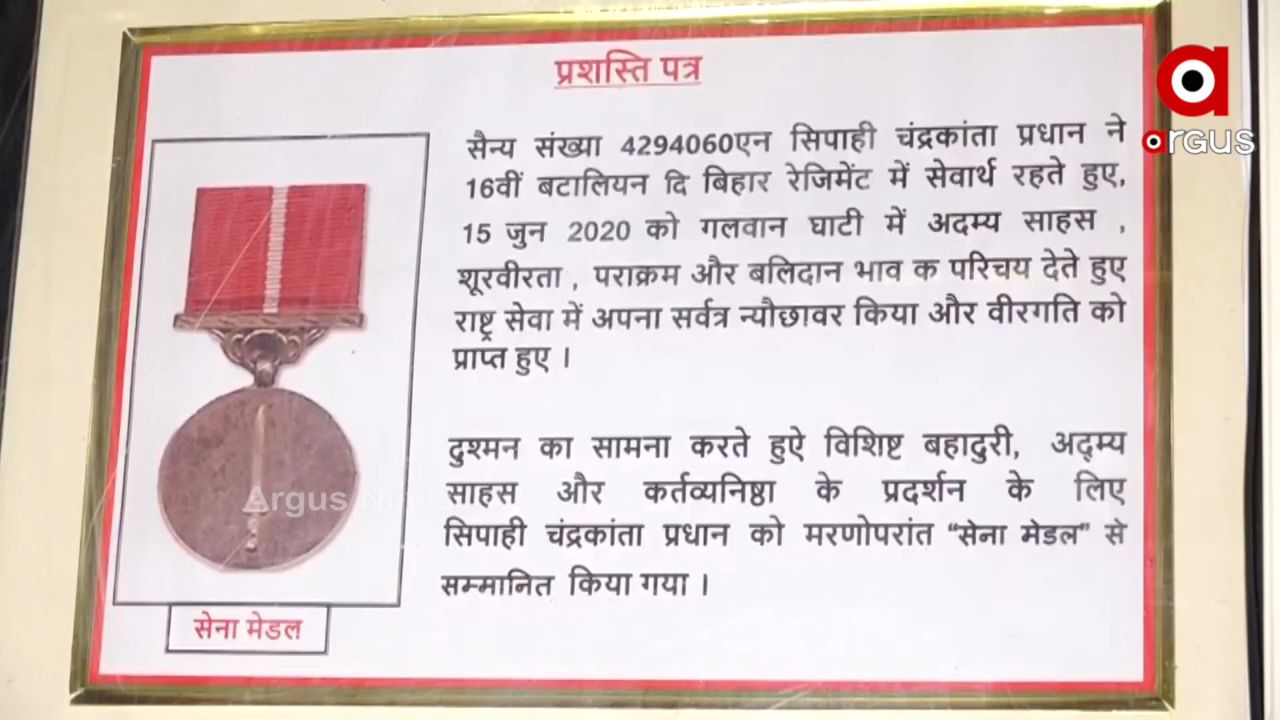 प्रशस्ति पत्र
सैन्य संख्या 4294060एन सिपाही चंद्रकांता प्रधान ने
16वीं बटालियन दि बिहार रेजिमेंट में सेवार्थ रहते हुए,
15 जुन 2020 को गलवान घाटी में अदम्य साहस ,
शूरवीरता , पराक्रम और बलिदान भाव क परिचय देते हुए
राष्ट्र सेवा में अपना सर्वत्र न्यौछावर किया और वीरगति को
प्राप्त हुए ।
दुश्मन का सामना करते हुऐ विशिष्ट बहादुरी, अद्म्य
साहस और कर्तव्यनिष्ठा के प्रदर्शन के लिए
सिपाही चंद्रकांता प्रधान को मरणोपरांत “सेना मेडल” से
सम्मानित किया गया ।
सेना मेडल
a
argus
Argus News